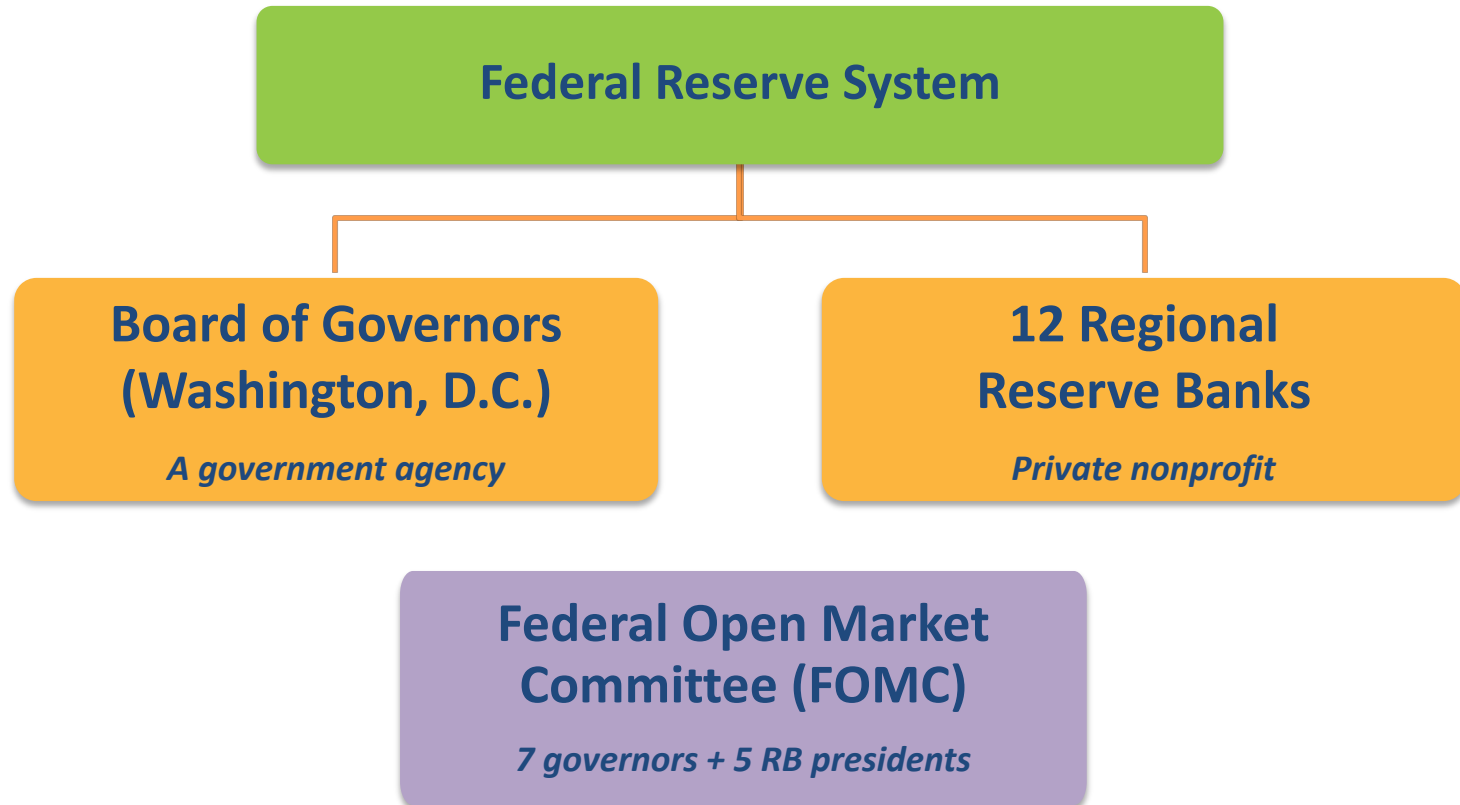 Federal Reserve System
Board of Governors
(Washington, D.C.)
A government agency
12 Regional
Reserve Banks
Private nonprofit
Federal Open Market
Committee (FOMC)
7 governors + 5 RB presidents